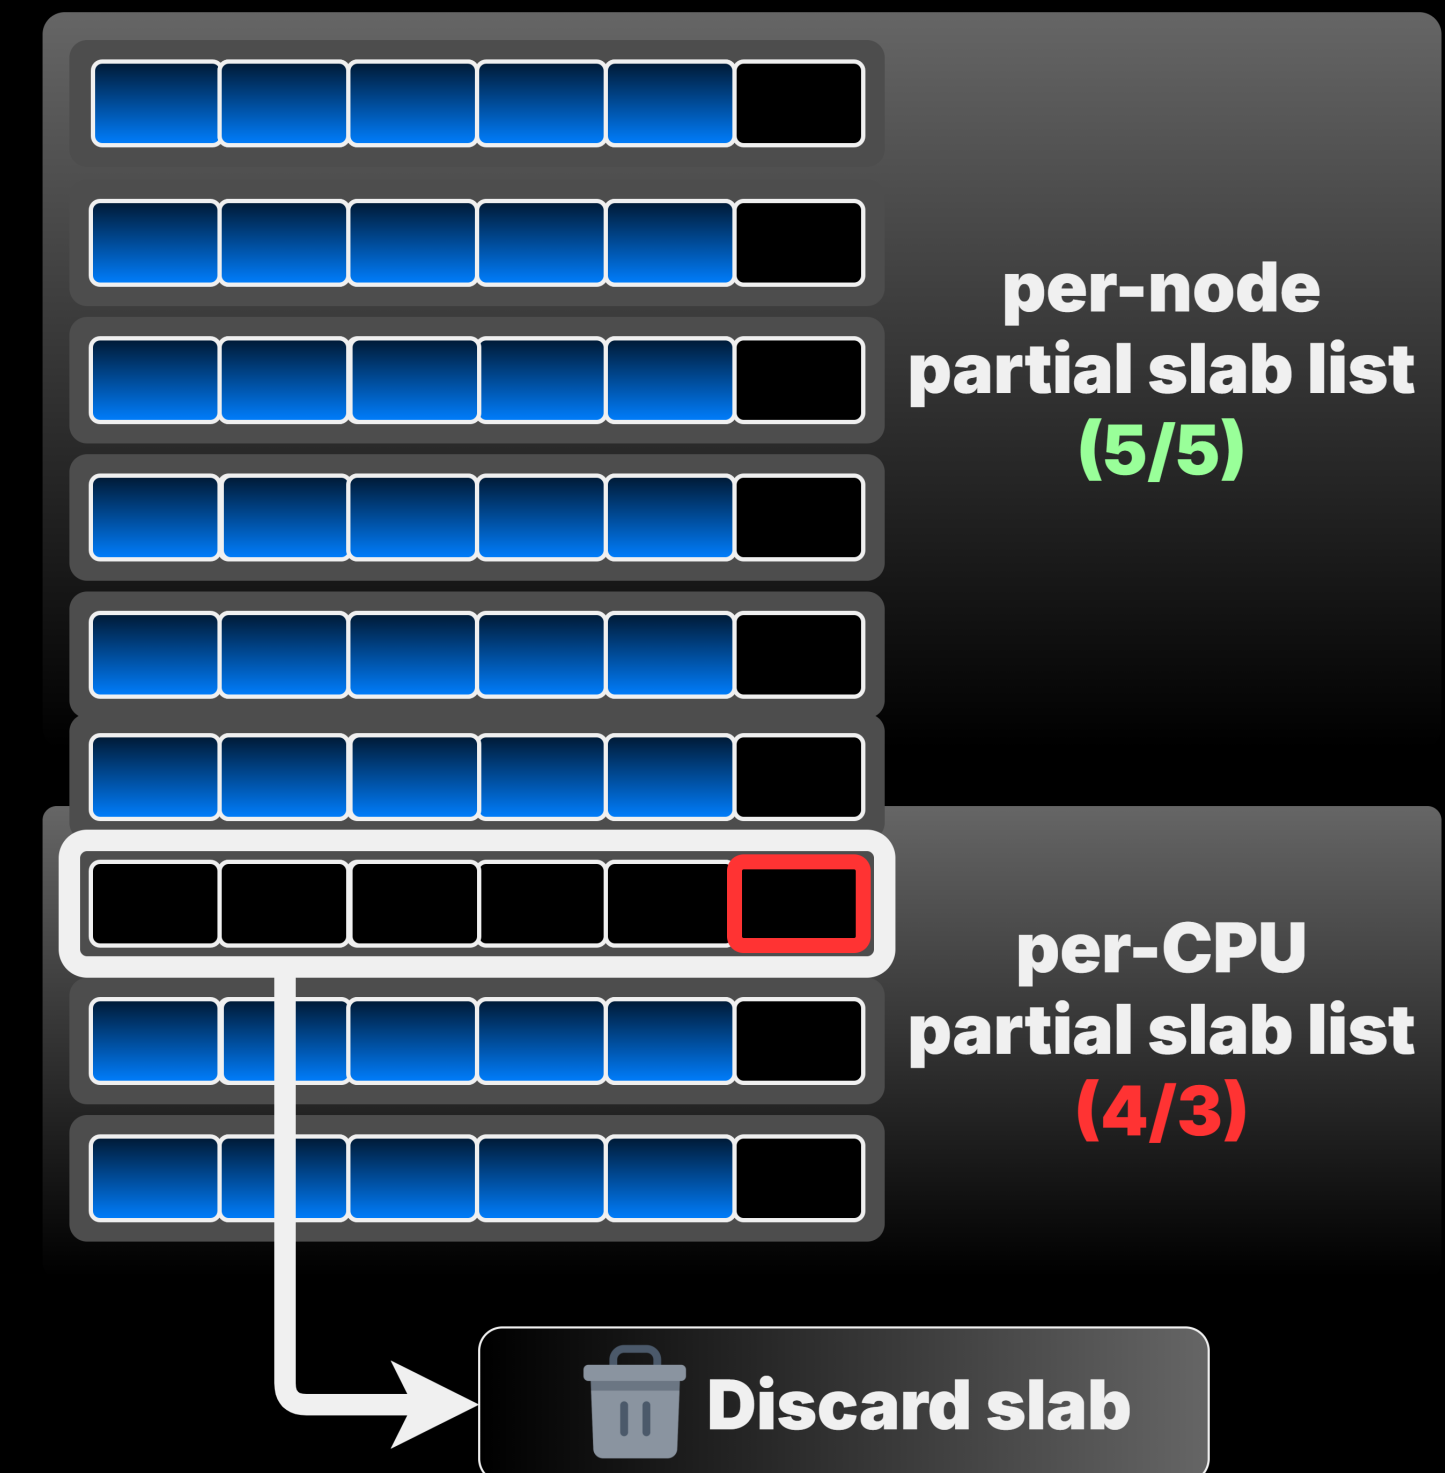 per-node
partial slab list
(5/5)
per-CPU
partial slab list
(4/3)
Discard slab